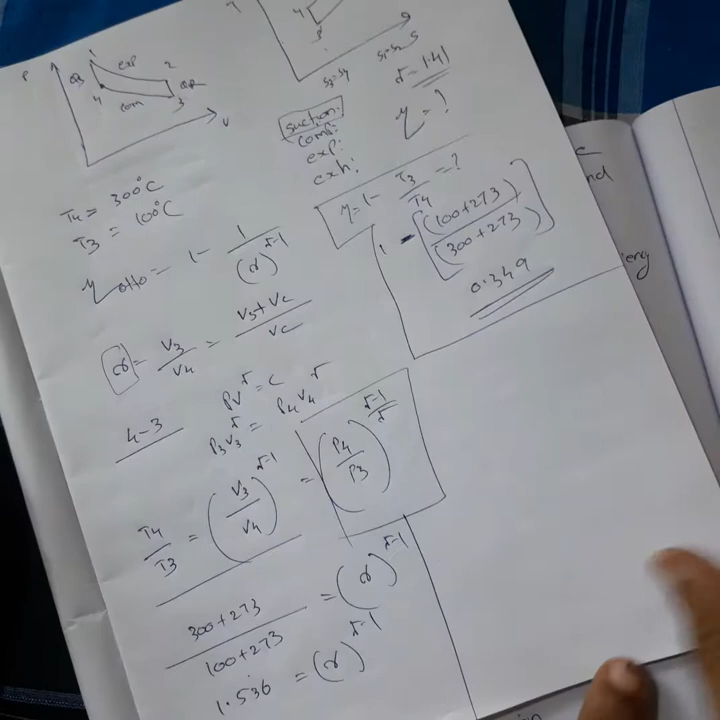 P
1
exp
2
QS
QR
4
com
3
V
T
4
3
S
S3=S4
S1=S2
r = 1.41
η = ?
suction:
comp:
exp:
exh:
T4 = 300°C
T3 = 100°C
η = 1 - T3/T4 = ?
1 - [(100+273)/(300+273)]
0.349
η otto = 1 - 1/(r)^(r-1)
r = V3/V4 = (Vs + Vc)/Vc
4-3
PV^r = C
P3V3^r = P4V4^r
T4/T3 = (V3/V4)^(r-1) = (P4/P3)^((r-1)/r)
(300+273)/(100+273) = (r)^(r-1)
1.536 = (r)^(r-1)